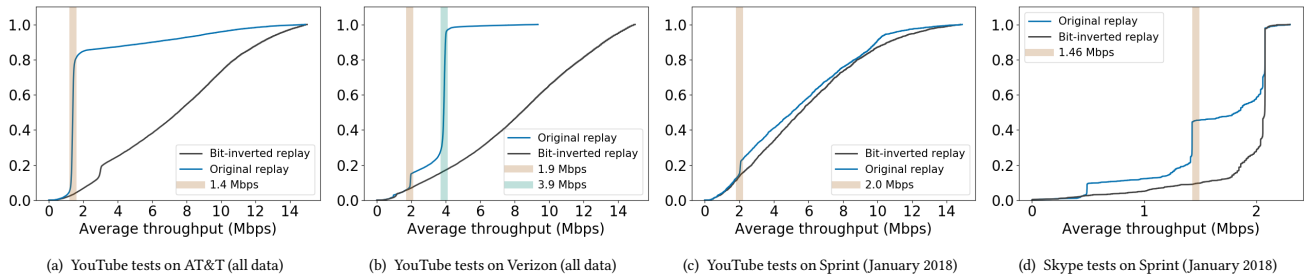 1.0
0.8
0.6
0.4
0.2
0.0
0 2 4 6 8 10 12 14
Average throughput (Mbps)
Bit-inverted replay
Original replay
1.4 Mbps
(a) YouTube tests on AT&T (all data)
1.0
0.8
0.6
0.4
0.2
0.0
0 2 4 6 8 10 12 14
Average throughput (Mbps)
Original replay
Bit-inverted replay
1.9 Mbps
3.9 Mbps
(b) YouTube tests on Verizon (all data)
1.0
0.8
0.6
0.4
0.2
0.0
0 2 4 6 8 10 12 14
Average throughput (Mbps)
Bit-inverted replay
Original replay
2.0 Mbps
(c) YouTube tests on Sprint (January 2018)
1.0
0.8
0.6
0.4
0.2
0.0
0 1 2
Average throughput (Mbps)
Original replay
Bit-inverted replay
1.46 Mbps
(d) Skype tests on Sprint (January 2018)